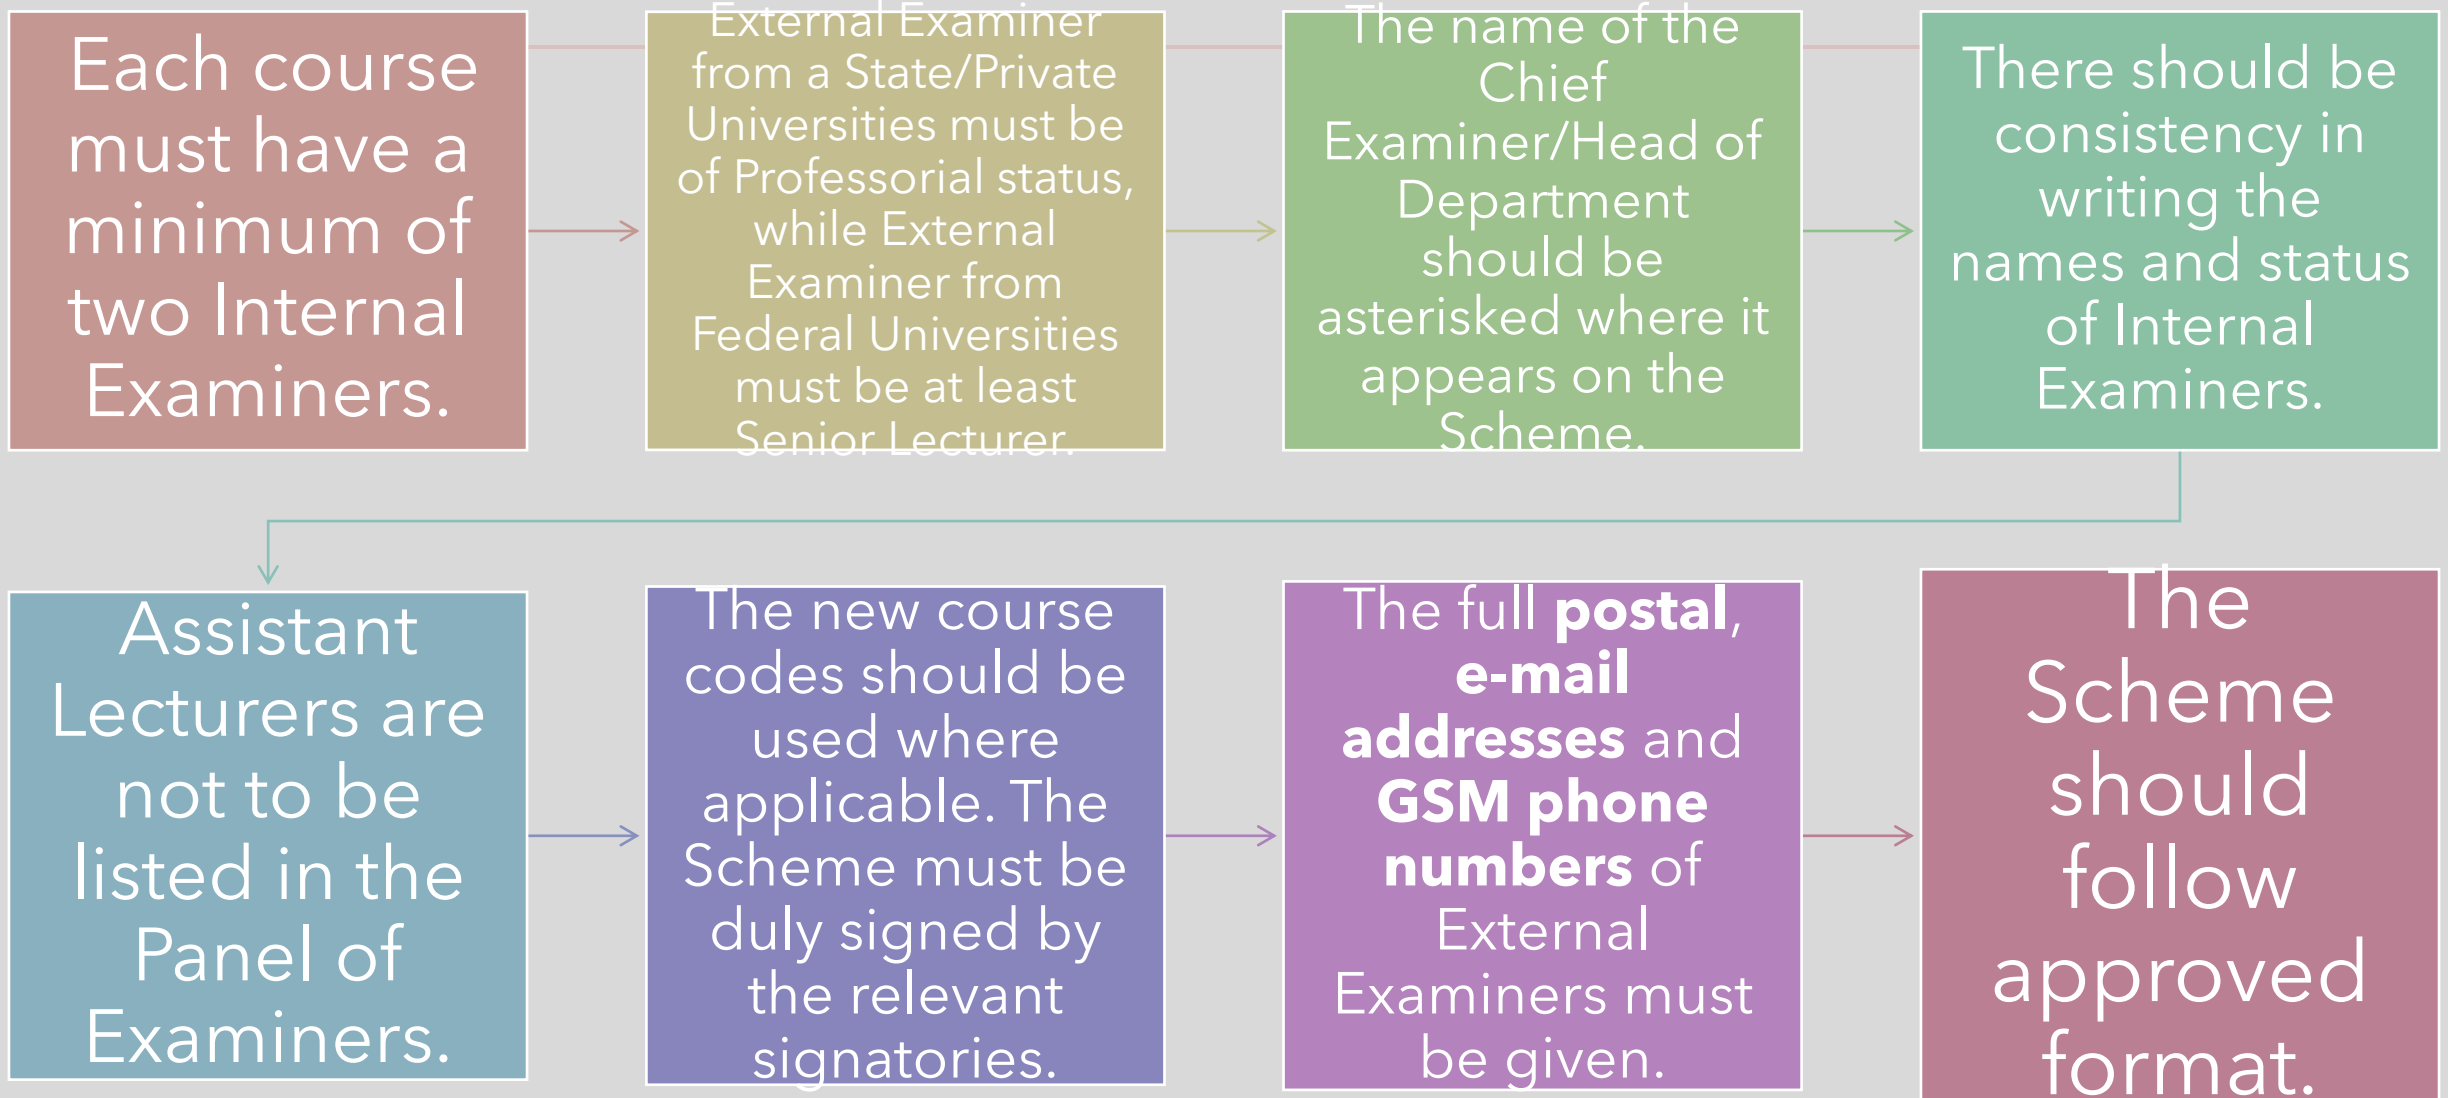 Each course
must have a
minimum of
two Internal
Examiners.
External Examiner
from a State/Private
Universities must be
of Professorial status,
while External
Examiner from
Federal Universities
must be at least
Senior Lecturer.
The name of the
Chief
Examiner/Head of
Department
should be
asterisked where it
appears on the
Scheme.
There should be
consistency in
writing the
names and status
of Internal
Examiners.
Assistant
Lecturers are
not to be
listed in the
Panel of
Examiners.
The new course
codes should be
used where
applicable. The
Scheme must be
duly signed by
the relevant
signatories.
The full postal,
e-mail
addresses and
GSM phone
numbers of
External
Examiners must
be given.
The
Scheme
should
follow
approved
format.